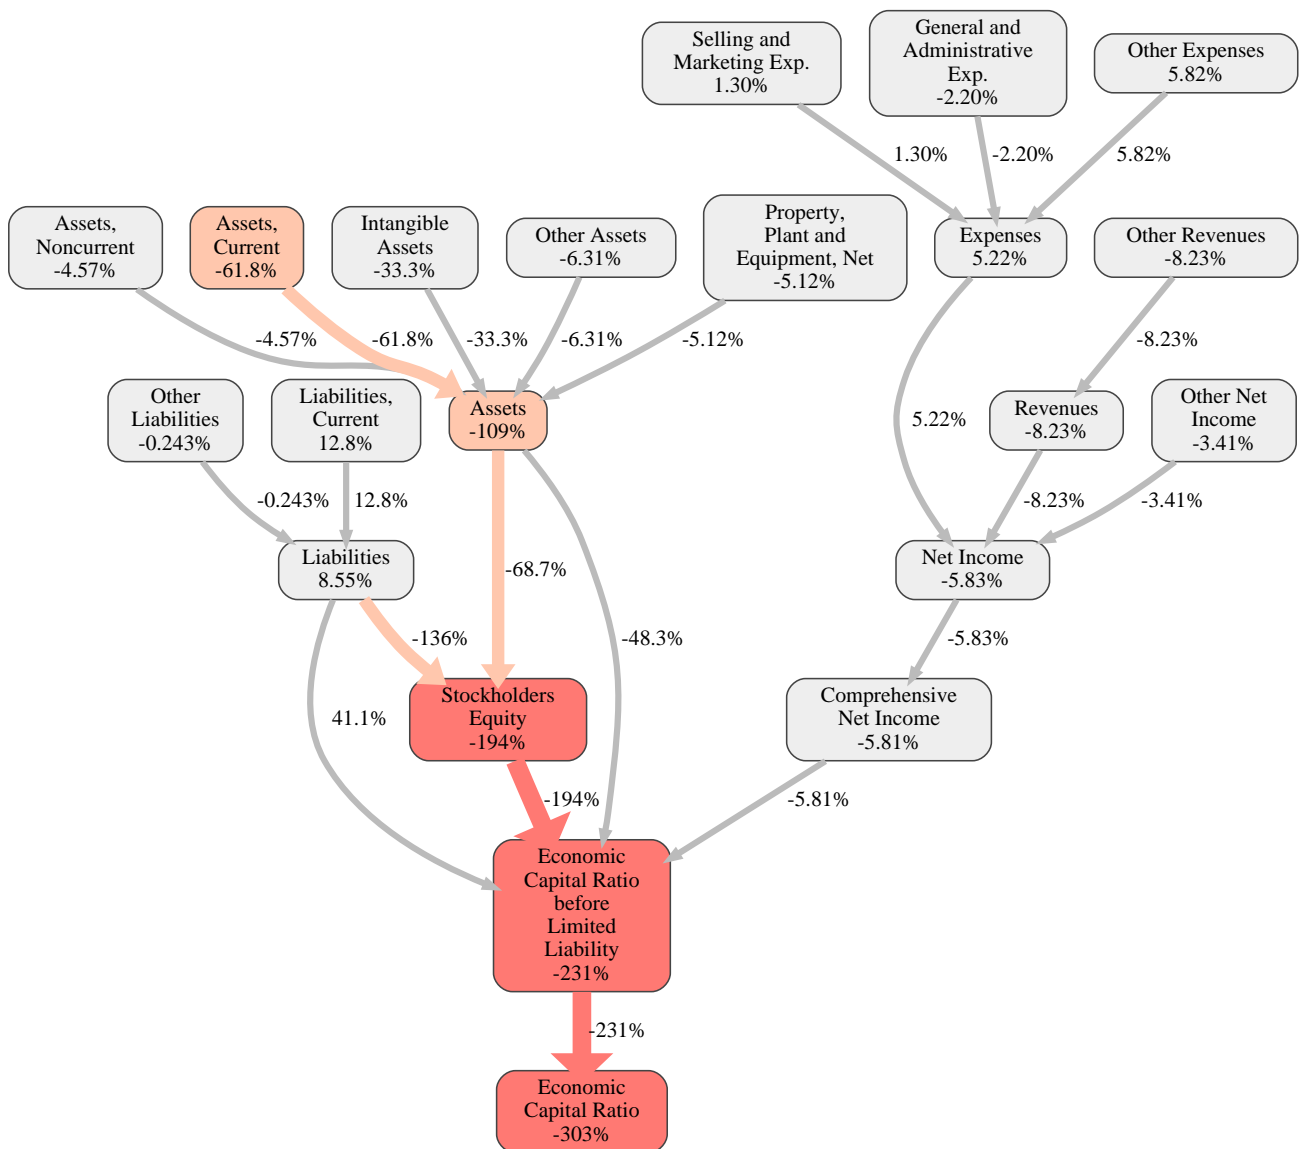 Selling and
Marketing Exp.
1.30%
General and
Administrative
Exp.
-2.20%
Other Expenses
5.82%
1.30%
-2.20%
5.82%
Assets,
Noncurrent
-4.57%
Assets,
Current
-61.8%
Intangible
Assets
-33.3%
Other Assets
-6.31%
Property,
Plant and
Equipment, Net
-5.12%
Expenses
5.22%
Other Revenues
-8.23%
-4.57%
-61.8%
-33.3%
-6.31%
-5.12%
-8.23%
Other
Liabilities
-0.243%
Liabilities,
Current
12.8%
Assets
-109%
5.22%
Revenues
-8.23%
Other Net
Income
-3.41%
-0.243%
12.8%
-8.23%
-3.41%
Liabilities
8.55%
-68.7%
Net Income
-5.83%
-136%
-48.3%
-5.83%
41.1%
Stockholders
Equity
-194%
Comprehensive
Net Income
-5.81%
-194%
-5.81%
Economic
Capital Ratio
before
Limited
Liability
-231%
-231%
Economic
Capital Ratio
-303%